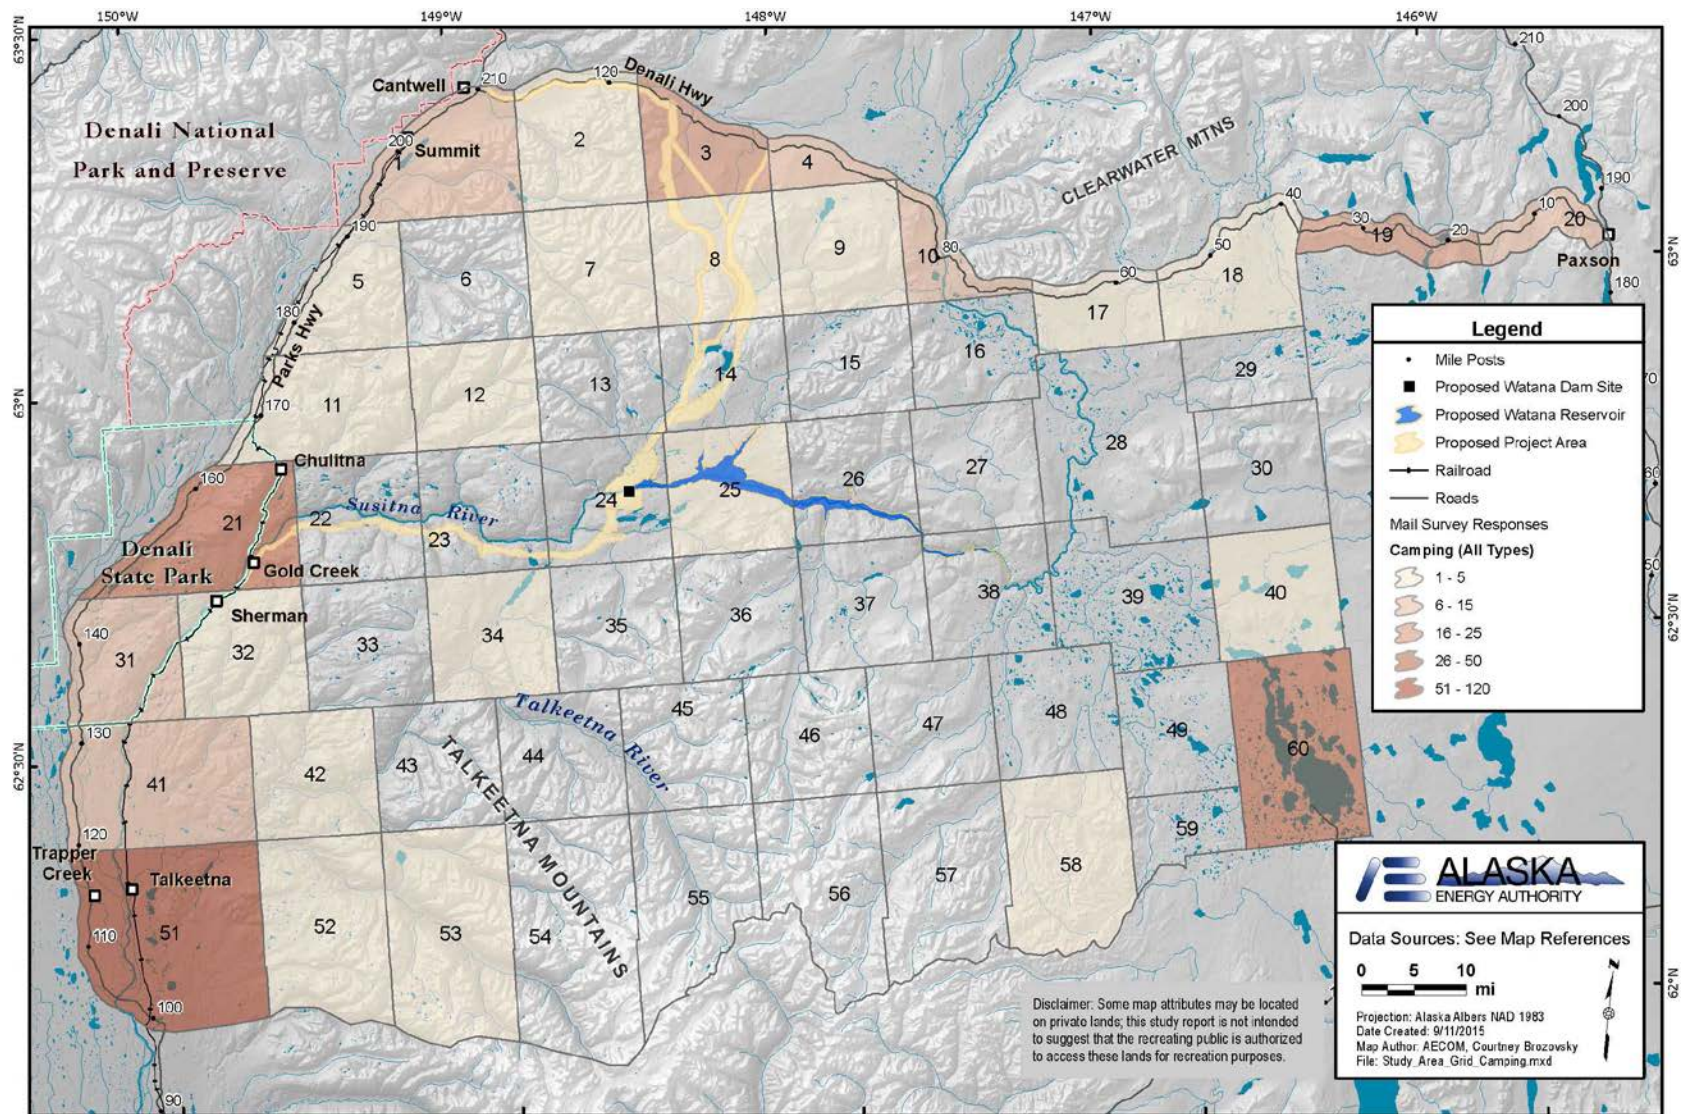 150°W
149°W
148°W
147°W
146°W
63°30'N
63°N
62°30'N
63°N
62°30'N
62°N
Denali National
Park and Preserve
Cantwell
Summit
Denali Hwy
Parks Hwy
CLEARWATER MTNS
Paxson
Chulitna
Susitna River
Denali
State Park
Gold Creek
Sherman
Talkeetna River
TALKEETNA MOUNTAINS
Trapper
Creek
Talkeetna
210
200
190
180
170
160
140
130
120
110
100
90
120
80
60
50
40
30
20
10
210
200
190
180
70
60
50
1
2
3
4
5
6
7
8
9
10
11
12
13
14
15
16
17
18
19
20
21
22
23
24
25
26
27
28
29
30
31
32
33
34
35
36
37
38
39
40
41
42
43
44
45
46
47
48
49
51
52
53
54
55
56
57
58
59
60
Legend
Mile Posts
Proposed Watana Dam Site
Proposed Watana Reservoir
Proposed Project Area
Railroad
Roads
Mail Survey Responses
Camping (All Types)
1 - 5
6 - 15
16 - 25
26 - 50
51 - 120
ALASKA
ENERGY AUTHORITY
Data Sources: See Map References
0 5 10
mi
N
Projection: Alaska Albers NAD 1983
Date Created: 9/11/2015
Map Author: AECOM, Courtney Brozovsky
File: Study_Area_Grid_Camping.mxd
Disclaimer: Some map attributes may be located
on private lands; this study report is not intended
to suggest that the recreating public is authorized
to access these lands for recreation purposes.